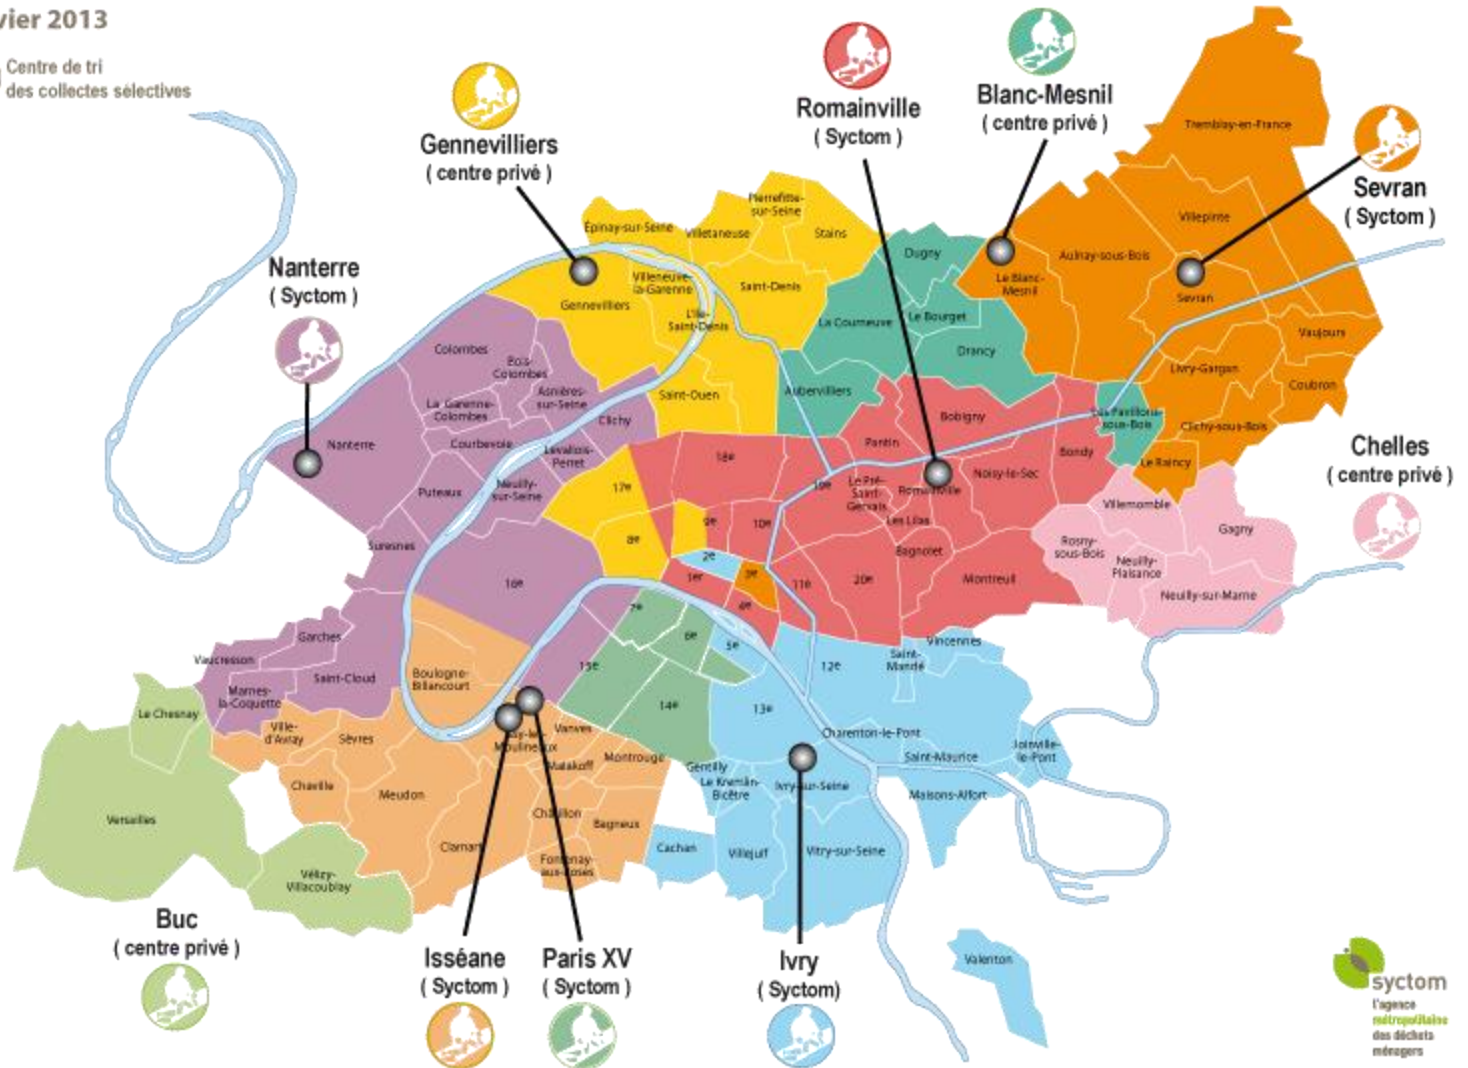 vier 2013
Centre de tri
des collectes sélectives
Gennevilliers
( centre privé )
Romainville
( Syctom )
Blanc-Mesnil
( centre privé )
Sevran
( Syctom )
Nanterre
( Syctom )
Chelles
( centre privé )
Tremblay-en-France
Villepinte
Aulnay-sous-Bois
Le Blanc-
Mesnil
Sevran
Vaujours
Livry-Gargan
Coubron
Clichy-sous-Bois
Le Raincy
Les Pavillons-
sous-Bois
Épinay-sur-Seine
Villetaneuse
Pierrefitte-
sur-Seine
Stains
Villeneuve-
la-Garenne
Saint-Denis
Gennevilliers
L'Île-
Saint-Denis
Saint-Ouen
Dugny
La Courneuve
Le Bourget
Drancy
Aubervilliers
Colombes
Bois-
Colombes
Asnières-
sur-Seine
La Garenne-
Colombes
Clichy
Nanterre
Courbevoie
Levallois-
Perret
Puteaux
Neuilly-
sur-Seine
Suresnes
16e
17e
8e
18e
9e
10e
2e
1er
3e
4e
11e
20e
19e
Bobigny
Pantin
Bondy
Noisy-le-Sec
Le Pré-
Saint-
Gervais
Romainville
Les Lilas
Bagnolet
Montreuil
Villemomble
Gagny
Rosny-
sous-Bois
Neuilly-
Plaisance
Neuilly-sur-Marne
Garches
Vaucresson
Saint-Cloud
Marnes-
la-Coquette
Boulogne-
Billancourt
7e
6e
5e
15e
14e
13e
12e
Saint-
Mandé
Vincennes
Le Chesnay
Ville-
d'Avray
Sèvres
Chaville
Meudon
Issy-les-
Moulineaux
Vanves
Malakoff
Montrouge
Châtillon
Bagneux
Clamart
Fontenay-
aux-Roses
Versailles
Vélizy-
Villacoublay
Gentilly
Le Kremlin-
Bicêtre
Ivry-sur-Seine
Charenton-le-Pont
Saint-Maurice
Joinville-
le-Pont
Maisons-Alfort
Cachan
Villejuif
Vitry-sur-Seine
Valenton
Buc
( centre privé )
Isséane
( Syctom )
Paris XV
( Syctom )
Ivry
( Syctom)
syctom
l'agence
métropolitaine
des déchets
ménagers